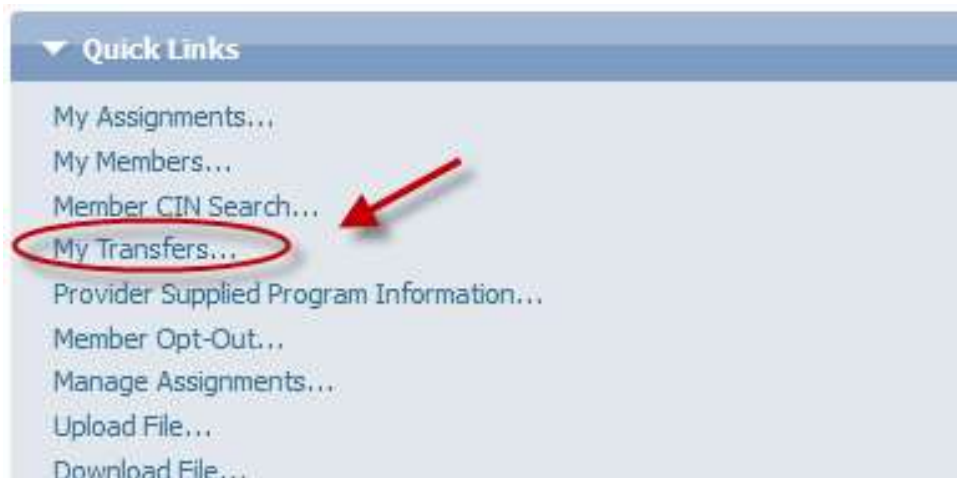 Quick Links
My Assignments...
My Members...
Member CIN Search...
My Transfers...
Provider Supplied Program Information...
Member Opt-Out...
Manage Assignments...
Upload File...
Download File...